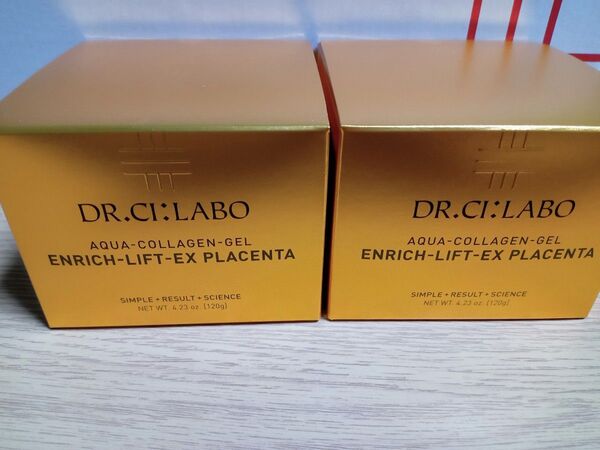 DR.CI:LABO
AQUA-COLLAGEN-GEL
ENRICH-LIFT-EX PLACENTA
SIMPLE + RESULT + SCIENCE
NET WT. 4.23 oz. [120g]
DR.CI:LABO
AQUA-COLLAGEN-GEL
ENRICH-LIFT-EX PLACENTA
SIMPLE + RESULT + SCIENCE
NET WT. 4.23 oz. [120g]